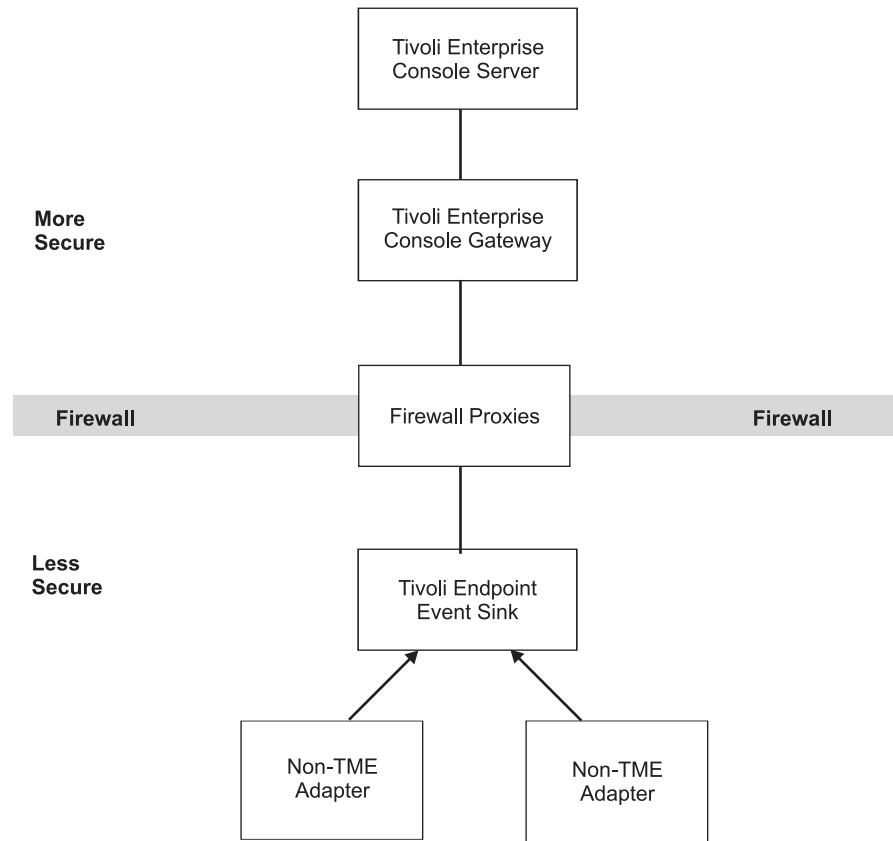 Tivoli Enterprise
Console Server
More
Secure
Tivoli Enterprise
Console Gateway
Firewall
Firewall Proxies
Firewall
Less
Secure
Tivoli Endpoint
Event Sink
Non-TME
Adapter
Non-TME
Adapter